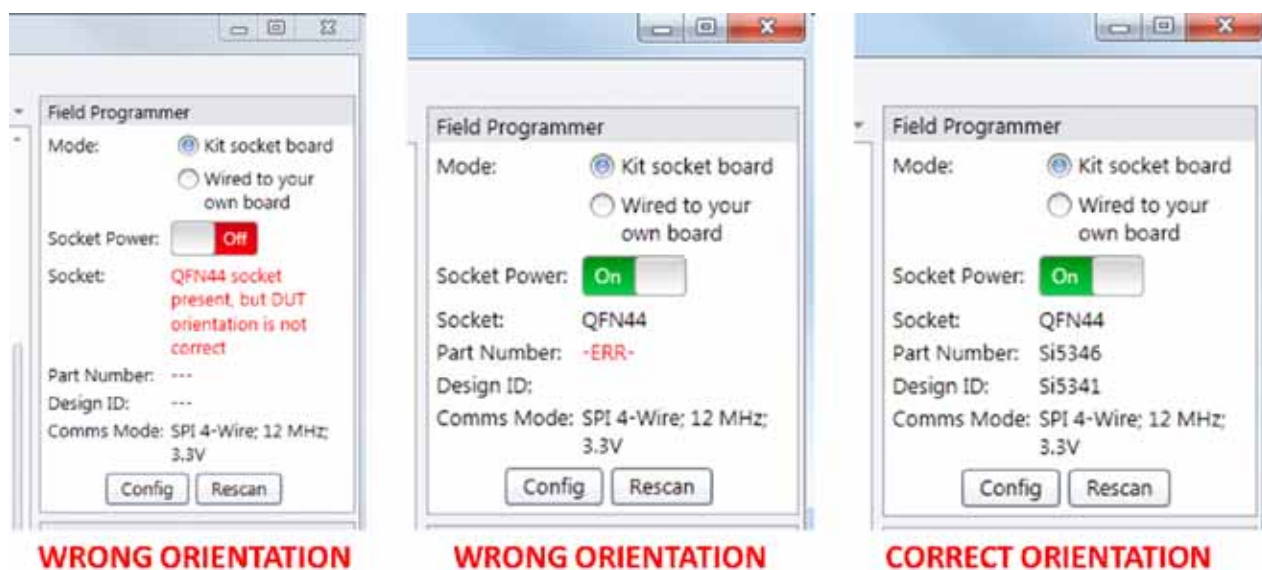 Field Programmer
Mode: Kit socket board
Wired to your
own board
Socket Power: Off
Socket: QFN44 socket
present, but DUT
orientation is not
correct
Part Number: ---
Design ID: ---
Comms Mode: SPI 4-Wire; 12 MHz;
3.3V
Config Rescan
WRONG ORIENTATION
Field Programmer
Mode: Kit socket board
Wired to your
own board
Socket Power: On
Socket: QFN44
Part Number: -ERR-
Design ID:
Comms Mode: SPI 4-Wire; 12 MHz;
3.3V
Config Rescan
WRONG ORIENTATION
Field Programmer
Mode: Kit socket board
Wired to your
own board
Socket Power: On
Socket: QFN44
Part Number: Si5346
Design ID: Si5341
Comms Mode: SPI 4-Wire; 12 MHz;
3.3V
Config Rescan
CORRECT ORIENTATION